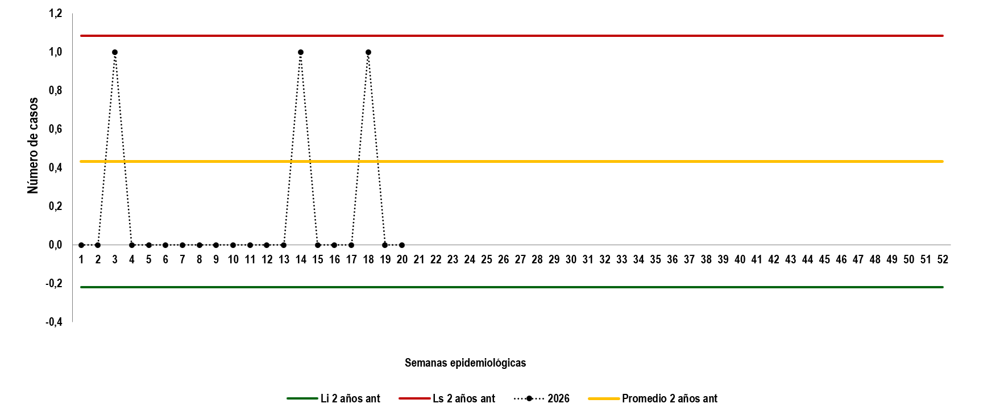 1,2
1,0
0,8
0,6
0,4
0,2
0,0
-0,2
-0,4
Número de casos
1 2 3 4 5 6 7 8 9 10 11 12 13 14 15 16 17 18 19 20 21 22 23 24 25 26 27 28 29 30 31 32 33 34 35 36 37 38 39 40 41 42 43 44 45 46 47 48 49 50 51 52
Semanas epidemiológicas
Li 2 años ant Ls 2 años ant 2026 Promedio 2 años ant